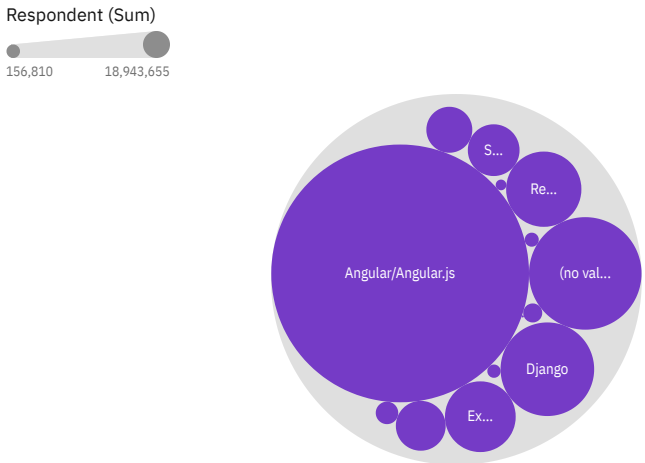 Respondent (Sum)
156,810 18,943,655
S...
Re...
Angular/Angular.js
(no val...
Django
Ex...